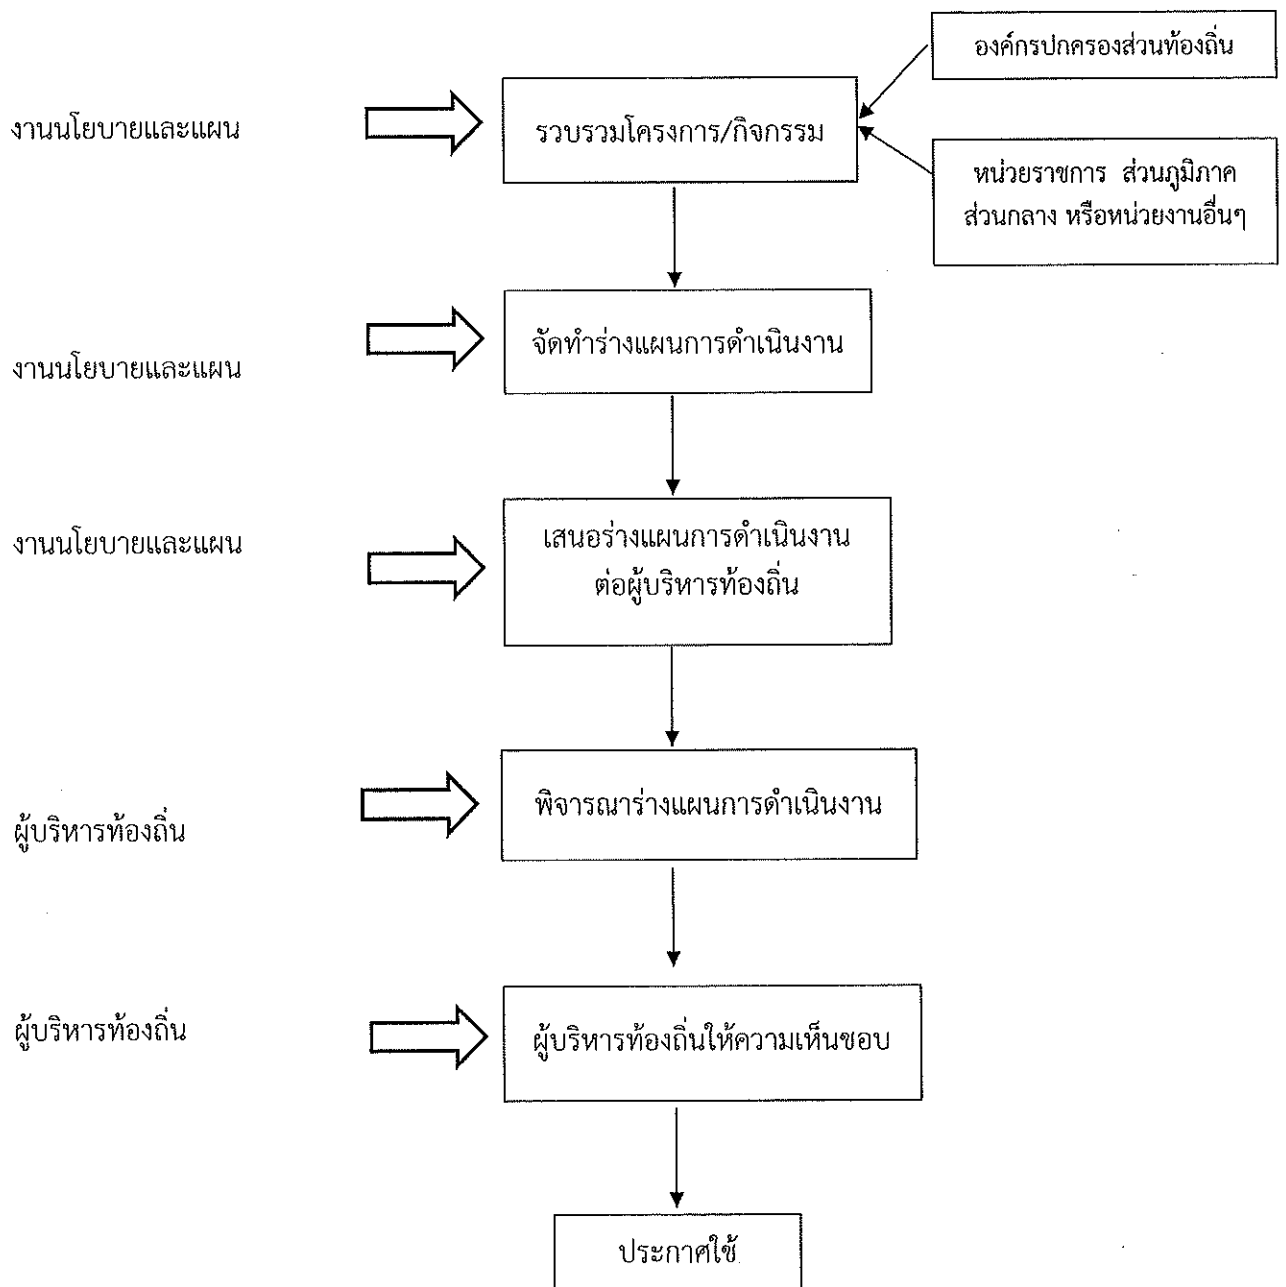 องค์กรปกครองส่วนท้องถิ่น
งานนโยบายและแผน
รวบรวมโครงการ/กิจกรรม
หน่วยราชการ ส่วนภูมิภาค
ส่วนกลาง หรือหน่วยงานอื่นๆ
งานนโยบายและแผน
จัดทำร่างแผนการดำเนินงาน
งานนโยบายและแผน
เสนอร่างแผนการดำเนินงาน
ต่อผู้บริหารท้องถิ่น
ผู้บริหารท้องถิ่น
พิจารณาร่างแผนการดำเนินงาน
ผู้บริหารท้องถิ่น
ผู้บริหารท้องถิ่นให้ความเห็นชอบ
ประกาศใช้